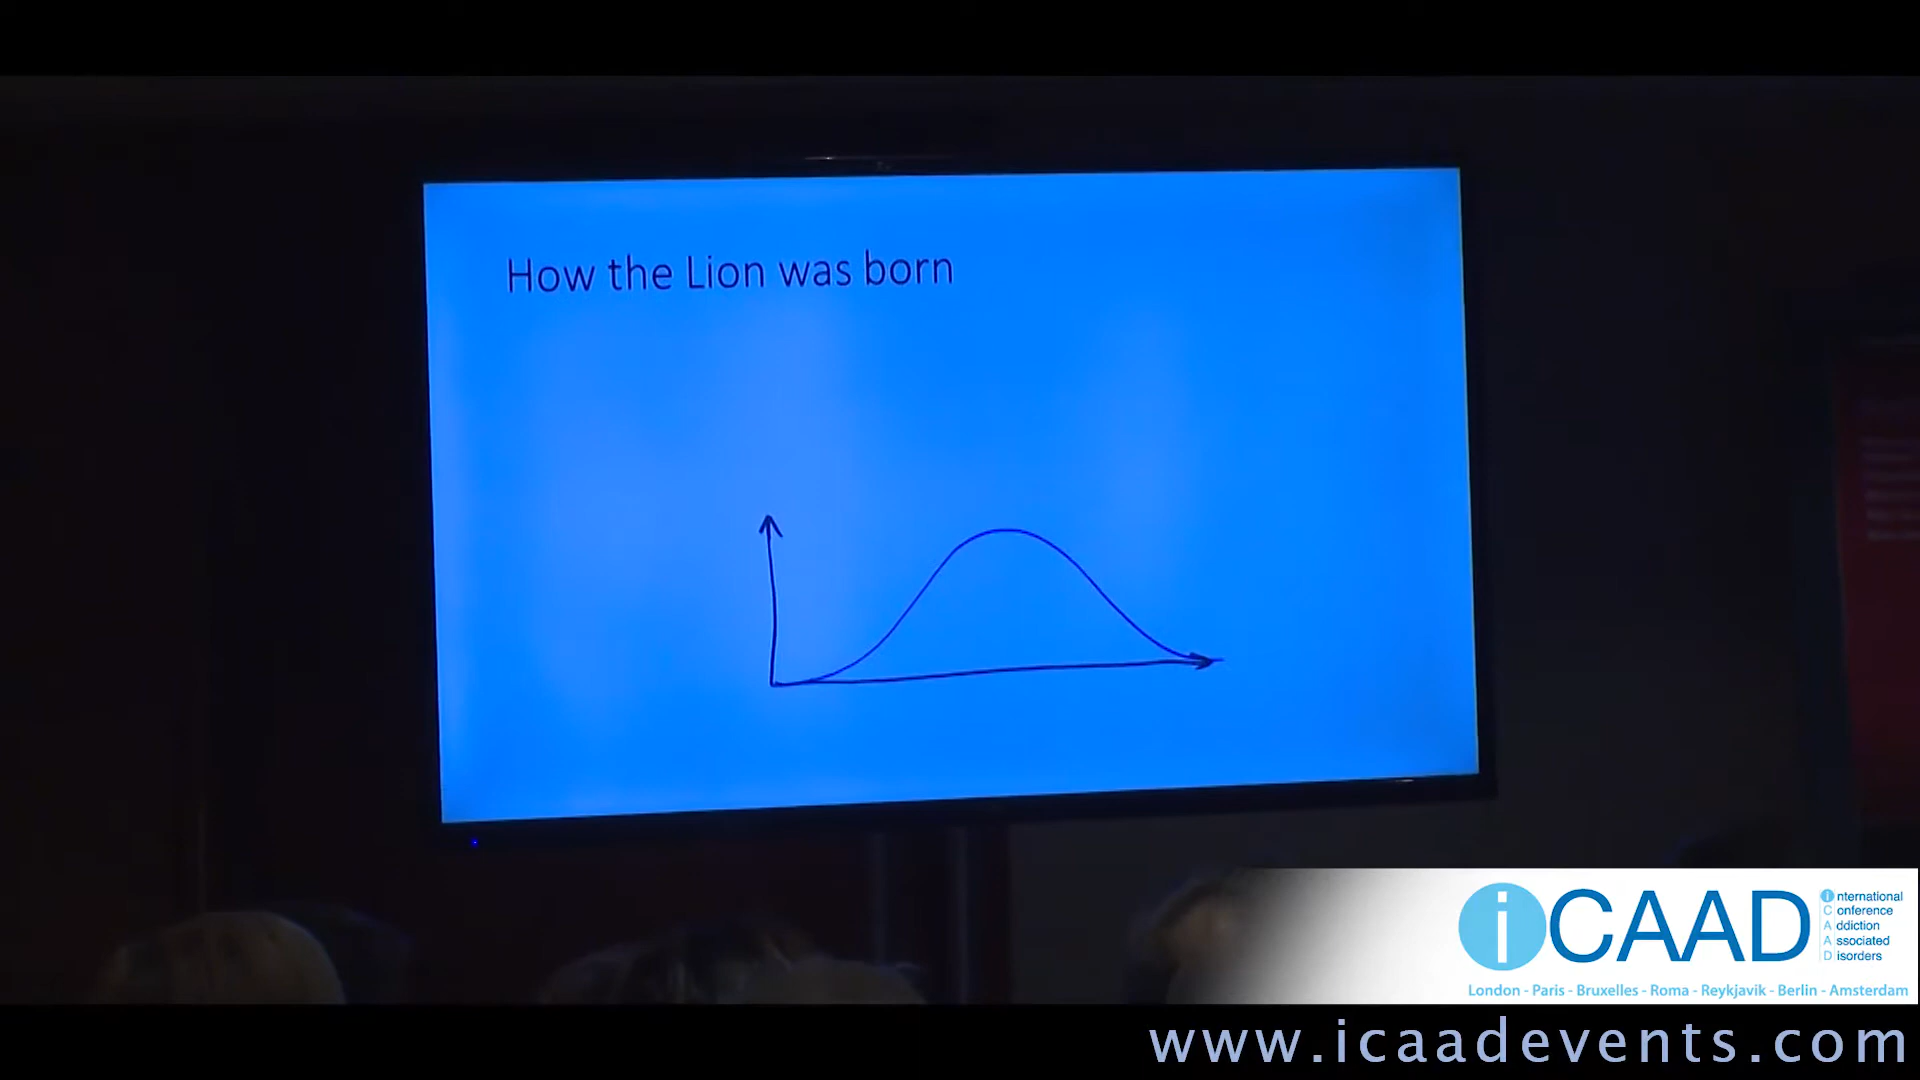 How the Lion was born
iCAAD
international
Conference
Addiction
Associated
Disorders
London - Paris - Bruxelles - Roma - Reykjavik - Berlin - Amsterdam
www.icaadevents.com